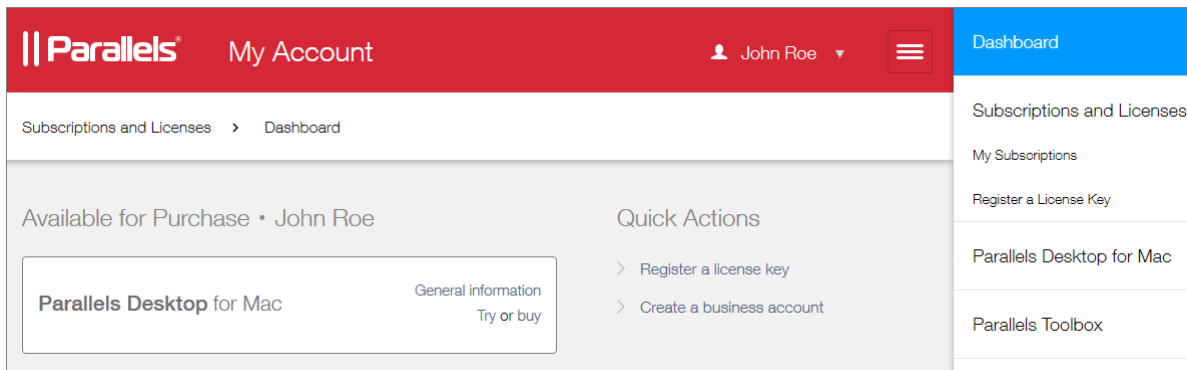 Parallels® My Account John Roe
Subscriptions and Licenses > Dashboard
Available for Purchase • John Roe
Parallels Desktop for Mac
General information
Try or buy
Quick Actions
Register a license key
Create a business account
Dashboard
Subscriptions and Licenses
My Subscriptions
Register a License Key
Parallels Desktop for Mac
Parallels Toolbox